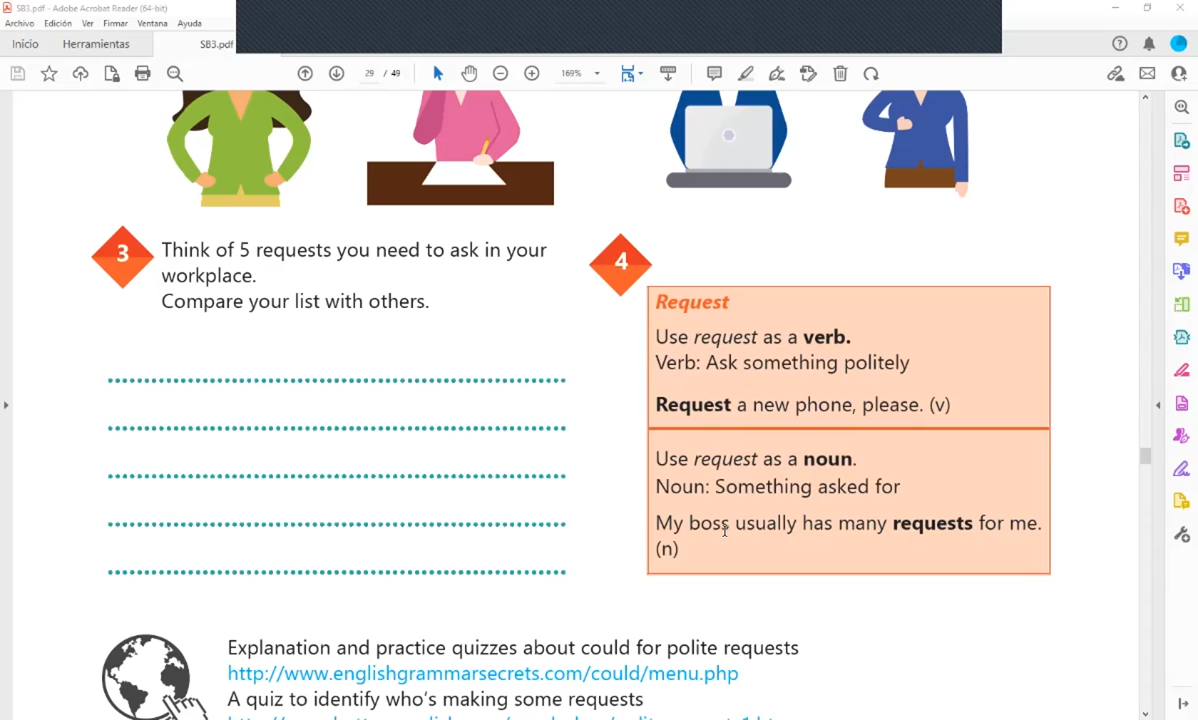 SB3.pdf - Adobe Acrobat Reader (64-bit)
Archivo Edición Ver Firmar Ventana Ayuda
Inicio Herramientas SB3.pdf
29 / 49 169%
3 Think of 5 requests you need to ask in your
workplace.
Compare your list with others.
4
Request
Use request as a verb.
Verb: Ask something politely
Request a new phone, please. (v)
Use request as a noun.
Noun: Something asked for
My boss usually has many requests for me.
(n)
Explanation and practice quizzes about could for polite requests
http://www.englishgrammarsecrets.com/could/menu.php
A quiz to identify who's making some requests